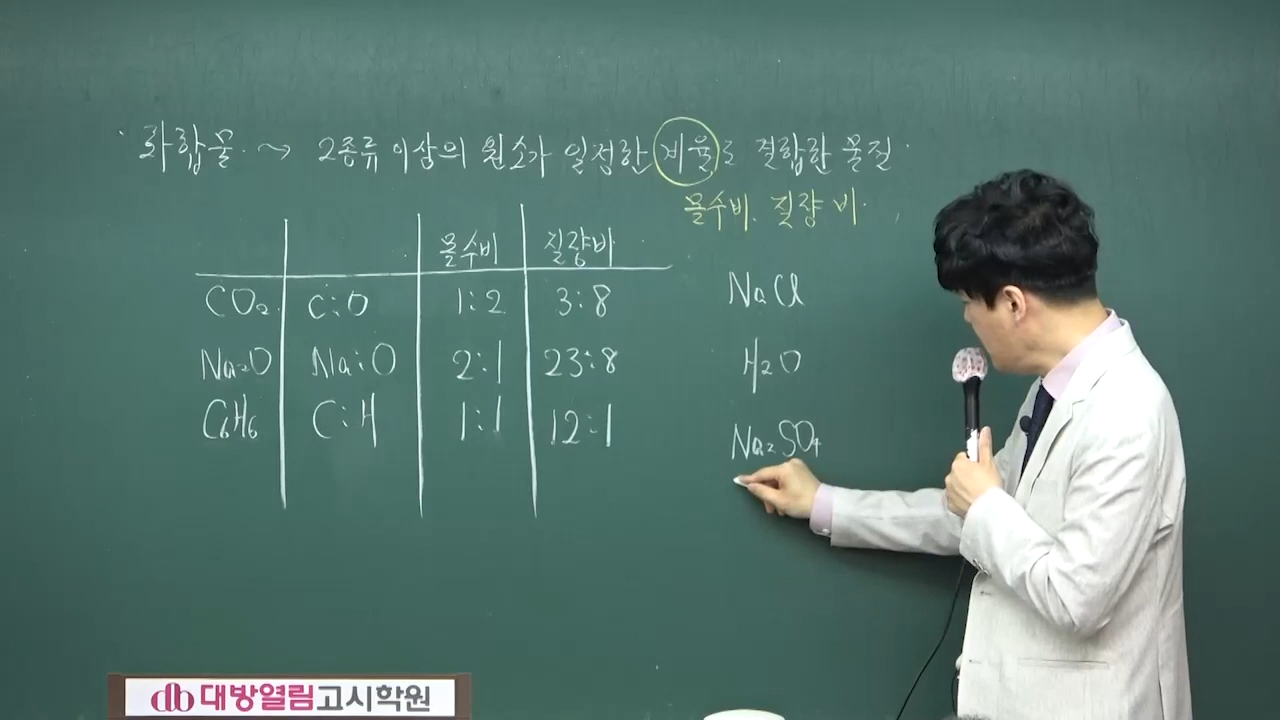 화합물 ~> 2종류 이상의 원소가 일정한 비율로 결합한 물질
몰수비, 질량비
몰수비 질량비
CO₂ C:O 1:2 3:8
Na₂O Na:O 2:1 23:8
C₆H₆ C:H 1:1 12:1
NaCl
H₂O
Na₂SO₄
db 대방열림고시학원